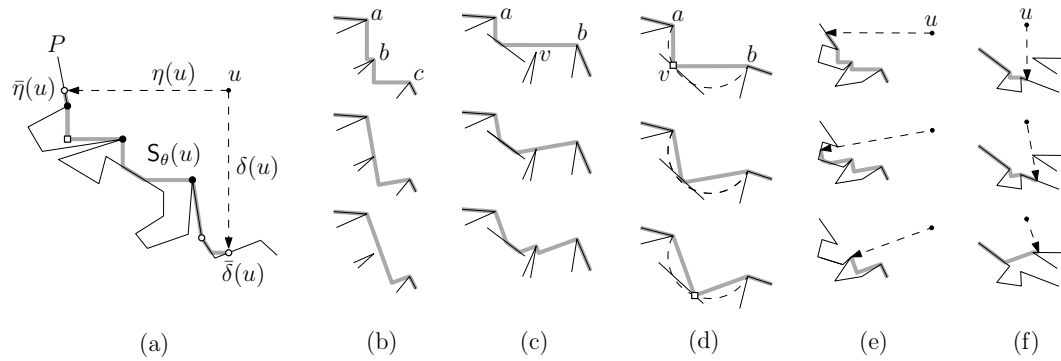 P
η̄(u)
η(u)
u
S_θ(u)
δ(u)
δ̄(u)
(a)
a
b
c
(b)
a
b
v
(c)
a
b
v
(d)
u
(e)
u
(f)